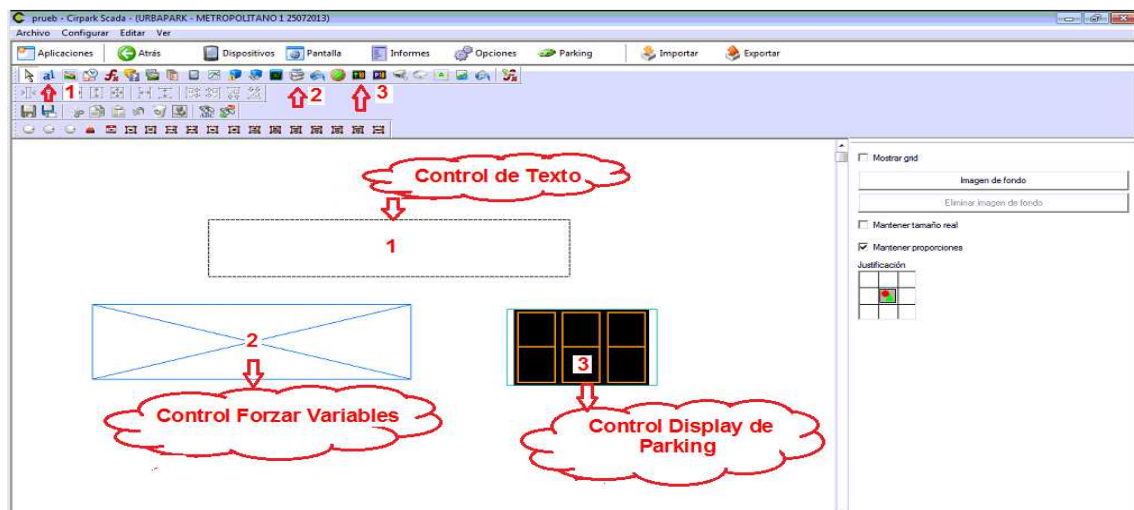 prueb - Cirpark Scada - (URBAPARK - METROPOLITANO 1 25072013)
Archivo Configurar Editar Ver
Aplicaciones Atrás Dispositivos Pantalla Informes Opciones Parking Importar Exportar
al
1 2 3
Mostrar grid
Imagen de fondo
Eliminar imagen de fondo
Mantener tamaño real
Mantener proporciones
Justificación
Control de Texto
1
2
3
Control Forzar Variables
Control Display de
Parking